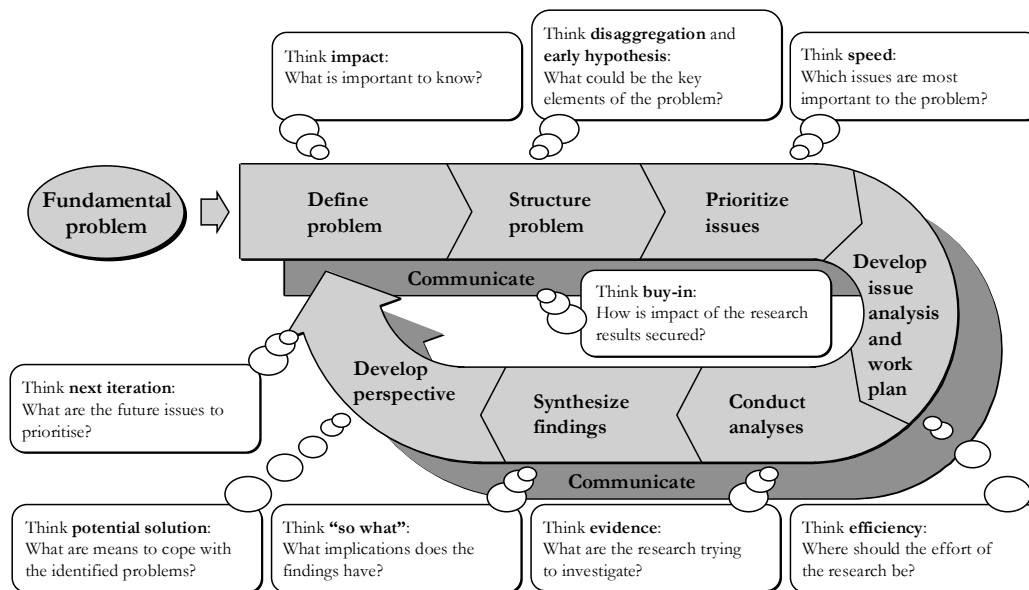 Think impact:
What is important to know?
Think disaggregation and
early hypothesis:
What could be the key
elements of the problem?
Think speed:
Which issues are most
important to the problem?
Fundamental
problem
Define
problem
Structure
problem
Prioritize
issues
Develop
issue
analysis
and
work
plan
Communicate
Think buy-in:
How is impact of the research
results secured?
Develop
perspective
Synthesize
findings
Conduct
analyses
Communicate
Think next iteration:
What are the future issues to
prioritise?
Think potential solution:
What are means to cope with
the identified problems?
Think “so what”:
What implications does the
findings have?
Think evidence:
What are the research trying
to investigate?
Think efficiency:
Where should the effort of
the research be?